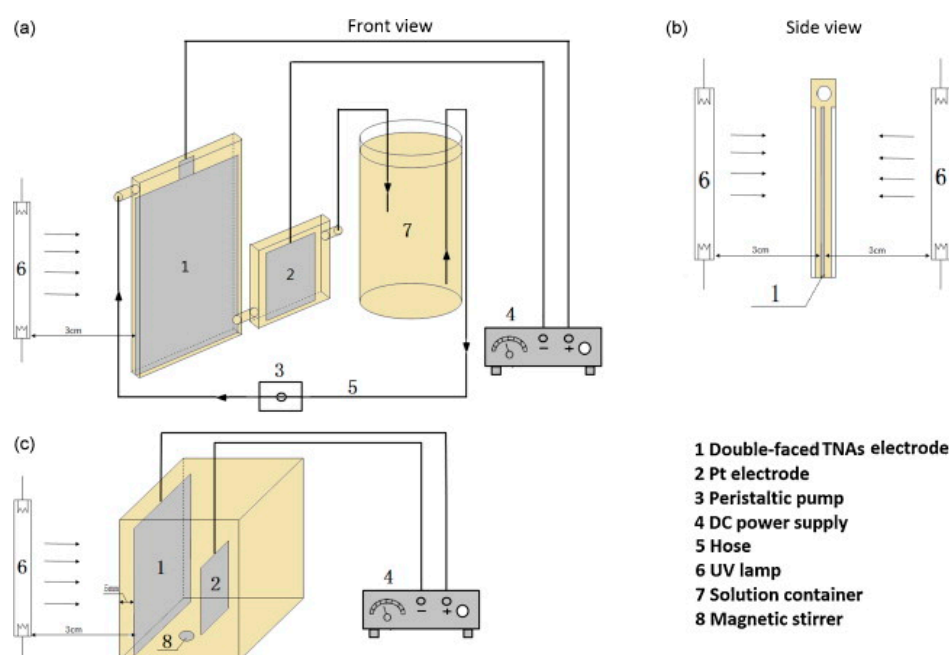 (a)
Front view
(b)
Side view
1
2
7
6
6
6
3cm
3cm
3cm
4
− +
3
5
1
(c)
6
1
2
4
− +
5mm
8
3cm
1 Double-faced TNAs electrode
2 Pt electrode
3 Peristaltic pump
4 DC power supply
5 Hose
6 UV lamp
7 Solution container
8 Magnetic stirrer